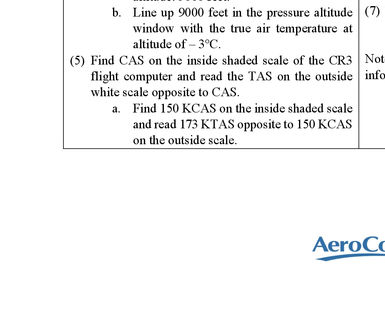 b. Line up 9000 feet in the pressure altitude
window with the true air temperature at
altitude of – 3°C.
(5) Find CAS on the inside shaded scale of the CR3
flight computer and read the TAS on the outside
white scale opposite to CAS.
a. Find 150 KCAS on the inside shaded scale
and read 173 KTAS opposite to 150 KCAS
on the outside scale.
(7)